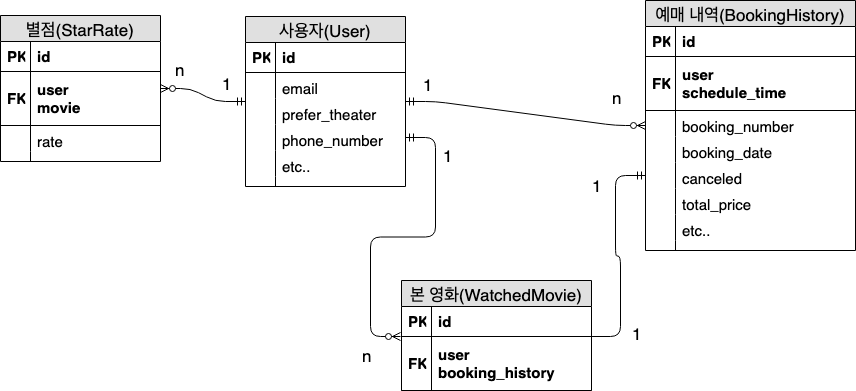 별점(StarRate)
PK id
FK user
movie
rate
n
1
사용자(User)
PK id
email
prefer_theater
phone_number
etc..
1
n
1
예매 내역(BookingHistory)
PK id
FK user
schedule_time
booking_number
booking_date
canceled
total_price
etc..
1
본 영화(WatchedMovie)
PK id
FK user
booking_history
n
1